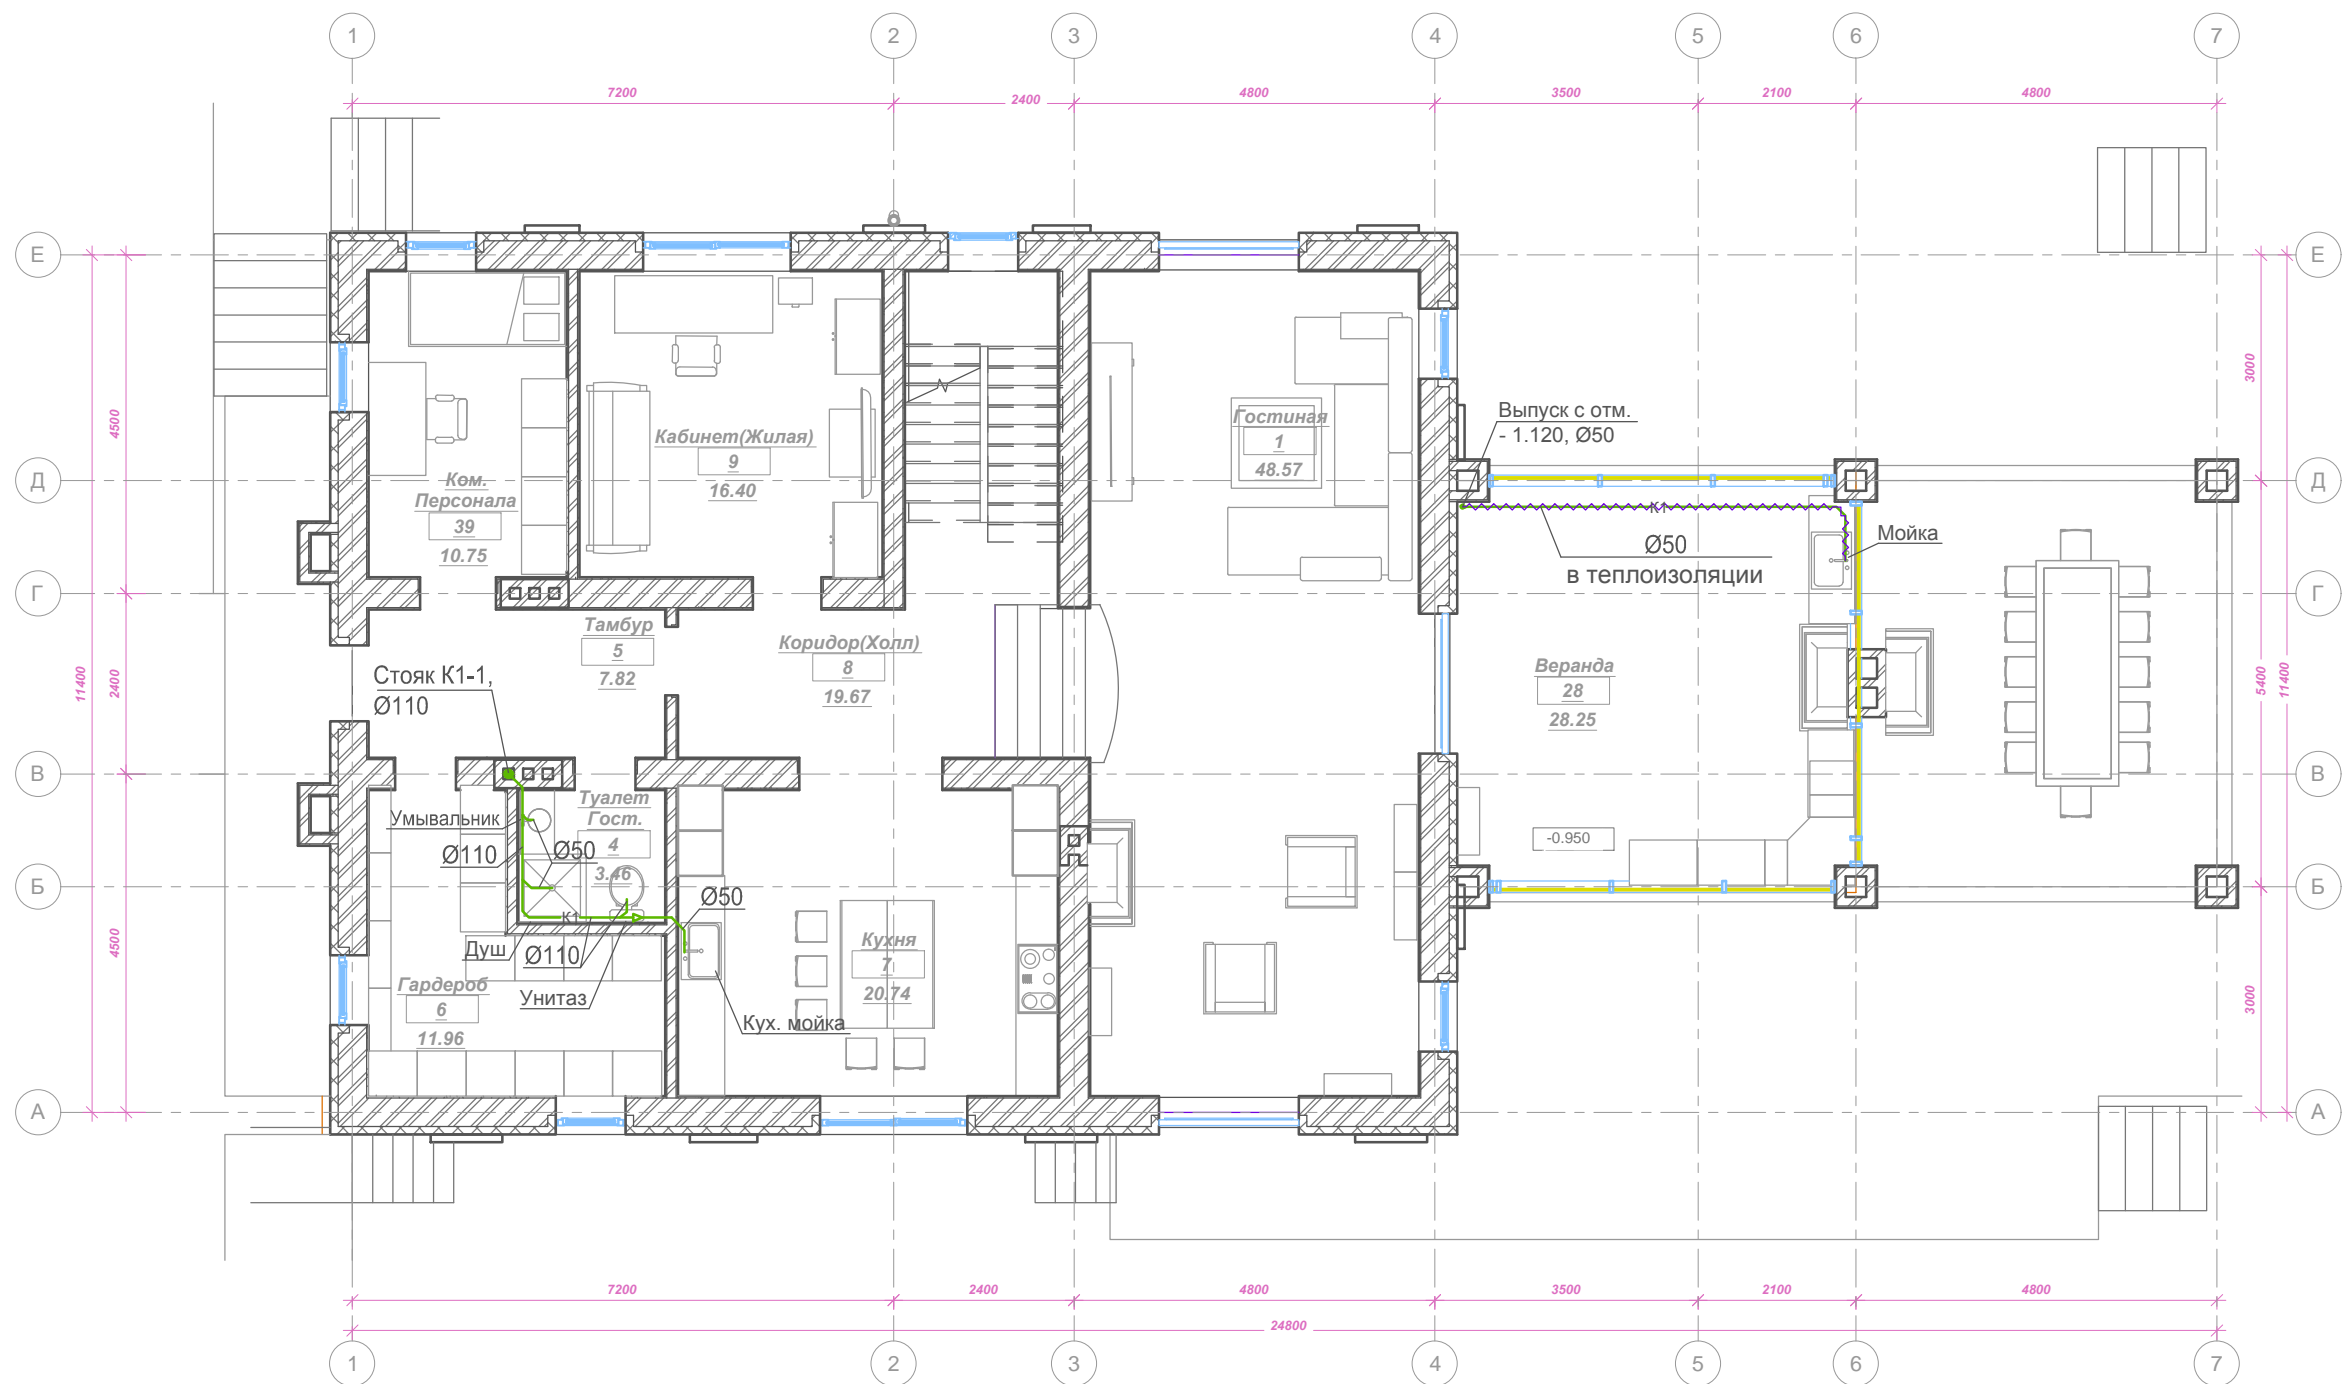 1
2
3
4
5
6
7
7200
2400
4800
3500
2100
4800
Е
Е
Д
Д
Г
Г
В
В
Б
Б
А
А
11400
4500
2400
4500
3000
5400
3000
11400
Ком.
Персонала
39
10.75
Кабинет(Жилая)
9
16.40
Гостиная
1
48.57
Выпуск с отм.
- 1.120, Ø50
К1
Ø50
в теплоизоляции
Мойка
Тамбур
5
7.82
Коридор(Холл)
8
19.67
Веранда
28
28.25
-0.950
Стояк К1-1,
Ø110
Умывальник
Ø110
Ø50
Туалет
Гост.
4
3.46
К1
Душ
Ø110
Унитаз
Ø50
Кух. мойка
Кухня
7
20.74
Гардероб
6
11.96
7200
2400
4800
3500
2100
4800
24800
1
2
3
4
5
6
7